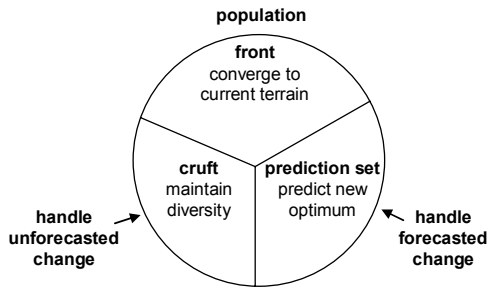 population
front
converge to
current terrain
cruft
maintain
diversity
prediction set
predict new
optimum
handle
unforecasted
change
handle
forecasted
change